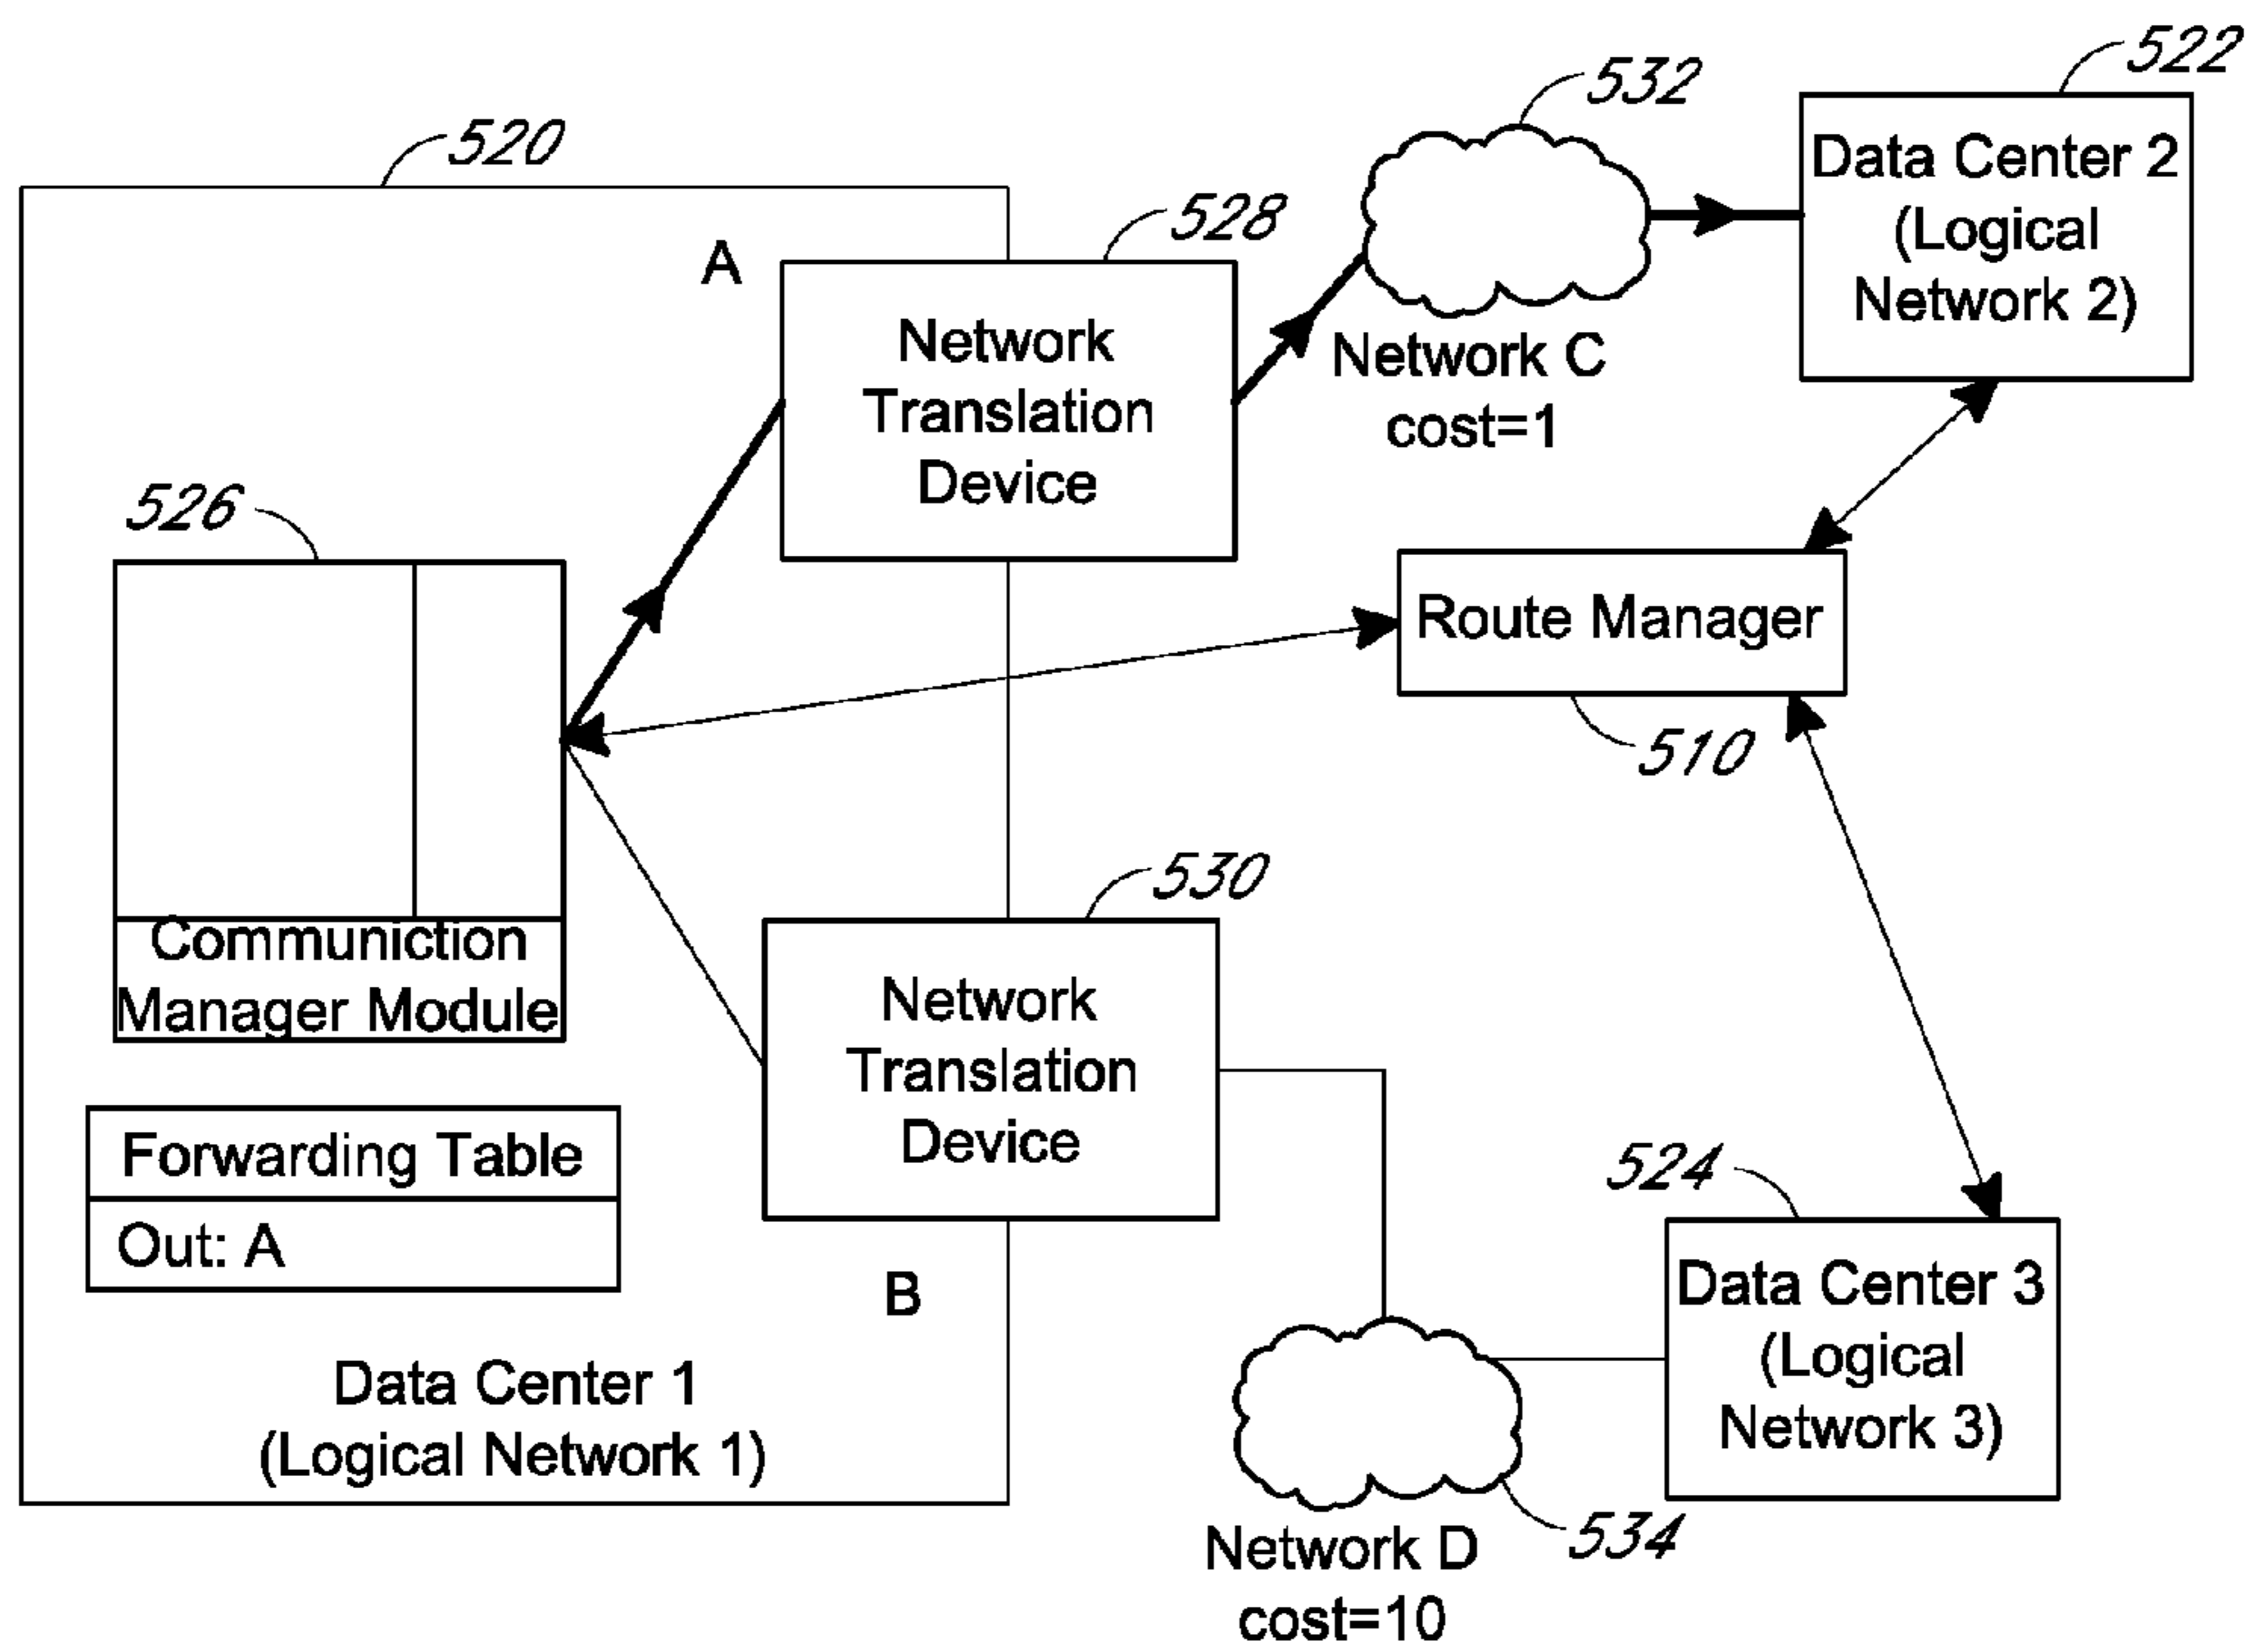 522
532
Data Center 2
(Logical
Network 2)
520
528
A
Network
Translation
Device
Network C
cost=1
526
Route Manager
510
Communiction
Manager Module
530
Network
Translation
Device
Forwarding Table
Out: A
B
524
Data Center 3
(Logical
Network 3)
Data Center 1
(Logical Network 1)
534
Network D
cost=10